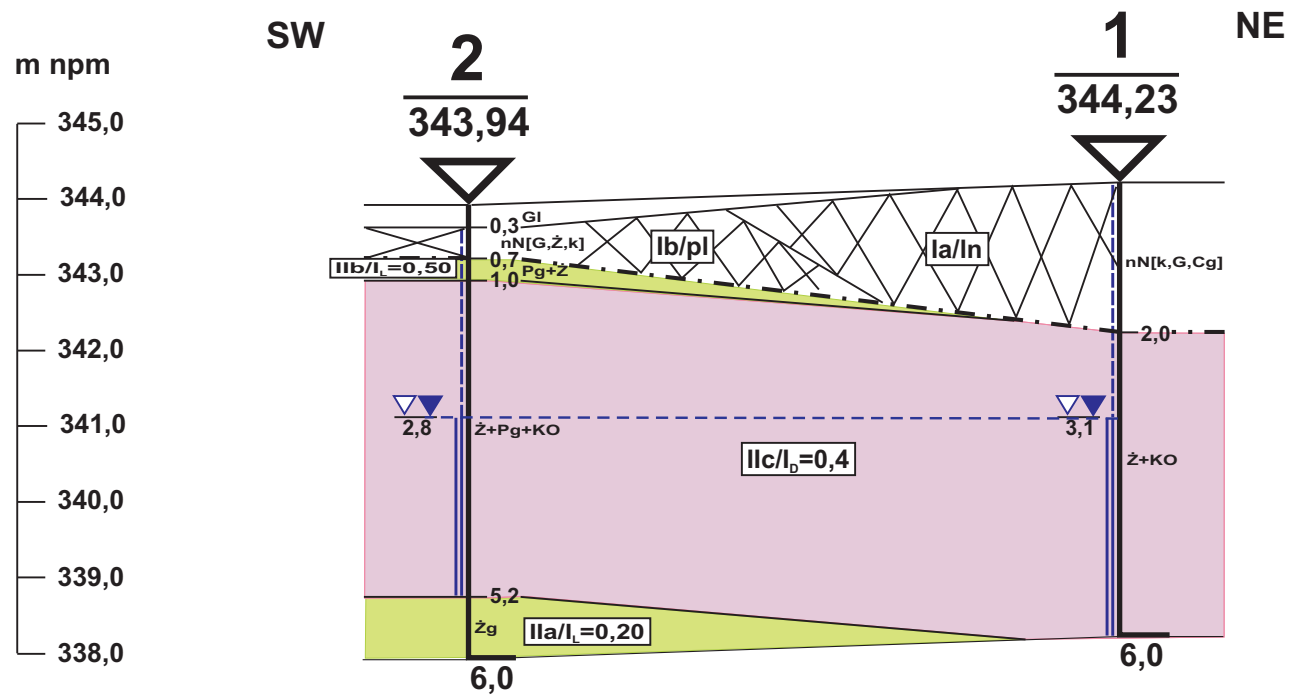 SW
NE
2
1
m npm
343,94
344,23
345,0
344,0
343,0
342,0
341,0
340,0
339,0
338,0
0,3 Gl
nN[G,Ż,k]
0,7
IIb/IL=0,50
Pg+Ż
1,0
Ib/pl
Ia/ln
nN[k,G,Cg]
2,0
2,8
Ż+Pg+KO
3,1
IIc/ID=0,4
Ż+KO
5,2
Żg
IIa/IL=0,20
6,0
6,0